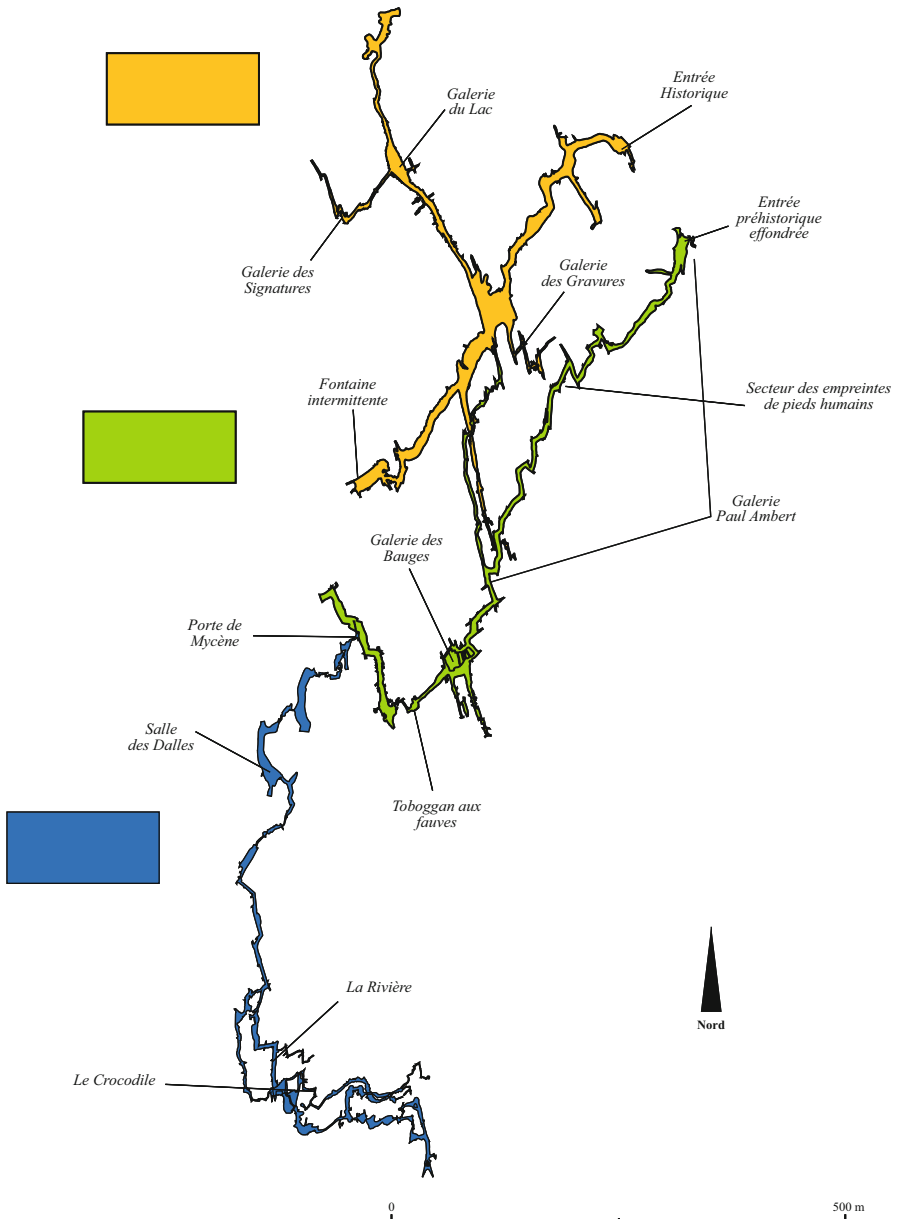 Entrée
Historique
Galerie
du Lac
Entrée
préhistorique
effondrée
Galerie des
Signatures
Galerie
des Gravures
Fontaine
intermittente
Secteur des empreintes
de pieds humains
Galerie
Paul Ambert
Galerie des
Bauges
Porte de
Mycène
Salle
des Dalles
Toboggan aux
fauves
La Rivière
Nord
Le Crocodile
0
500 m